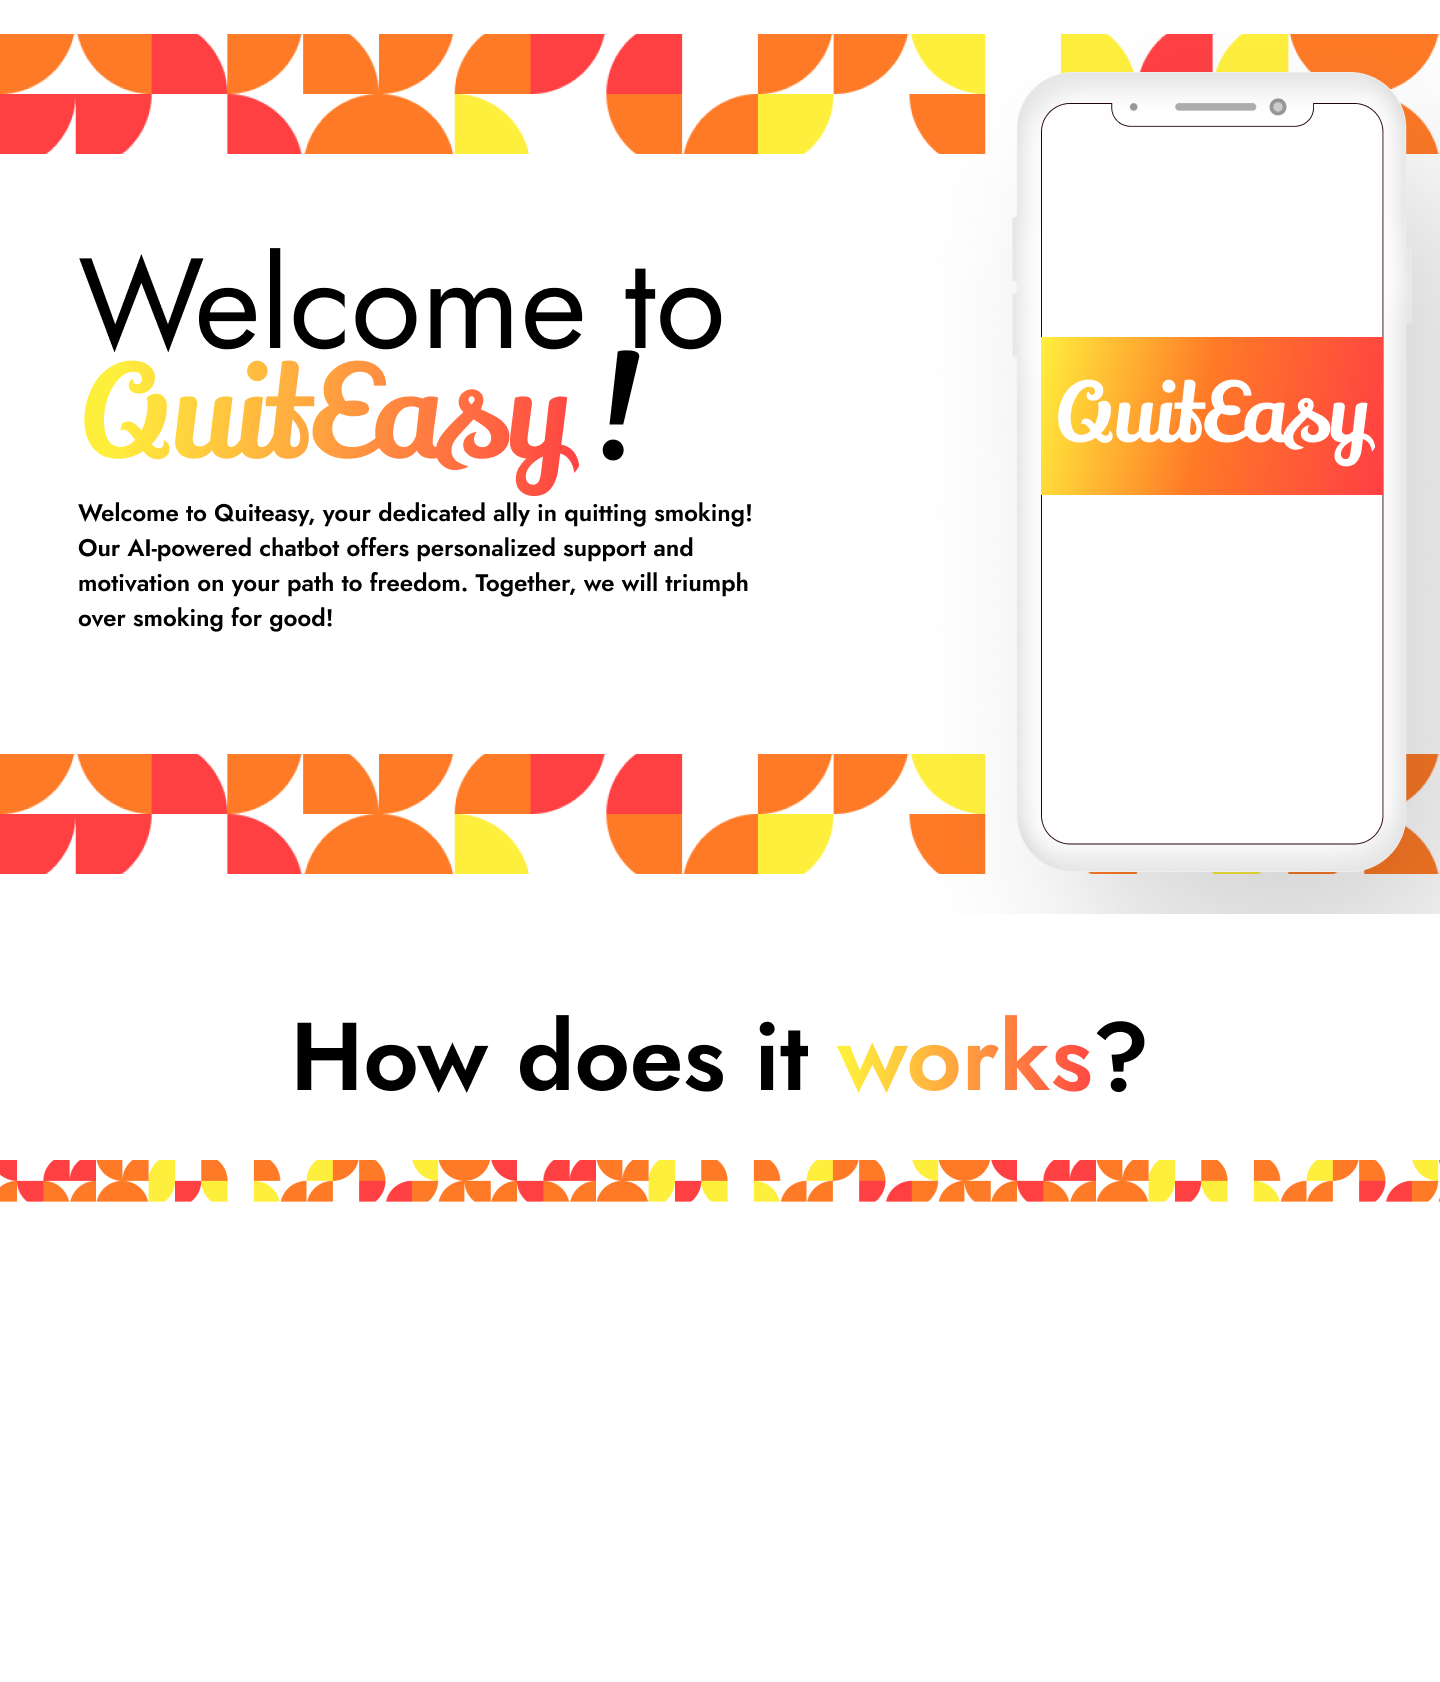 Welcome to
QuitEasy!
Welcome to Quiteasy, your dedicated ally in quitting smoking!
Our AI-powered chatbot offers personalized support and
motivation on your path to freedom. Together, we will triumph
over smoking for good!
QuitEasy
How does it works?